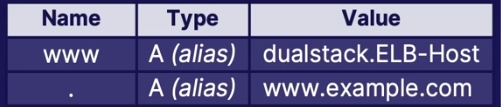 Name Type Value
www A (alias) dualstack.ELB-Host
. A (alias) www.example.com